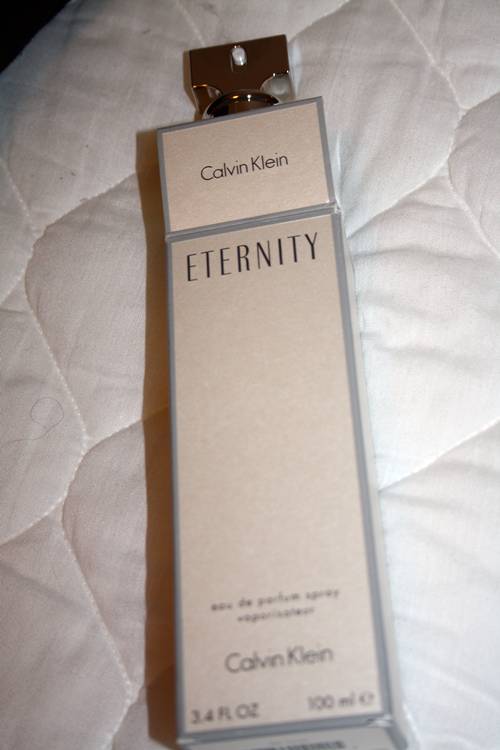 Calvin Klein
ETERNITY
eau de parfum spray
vaporisateur
Calvin Klein
3.4 FL OZ 100 ml ℮